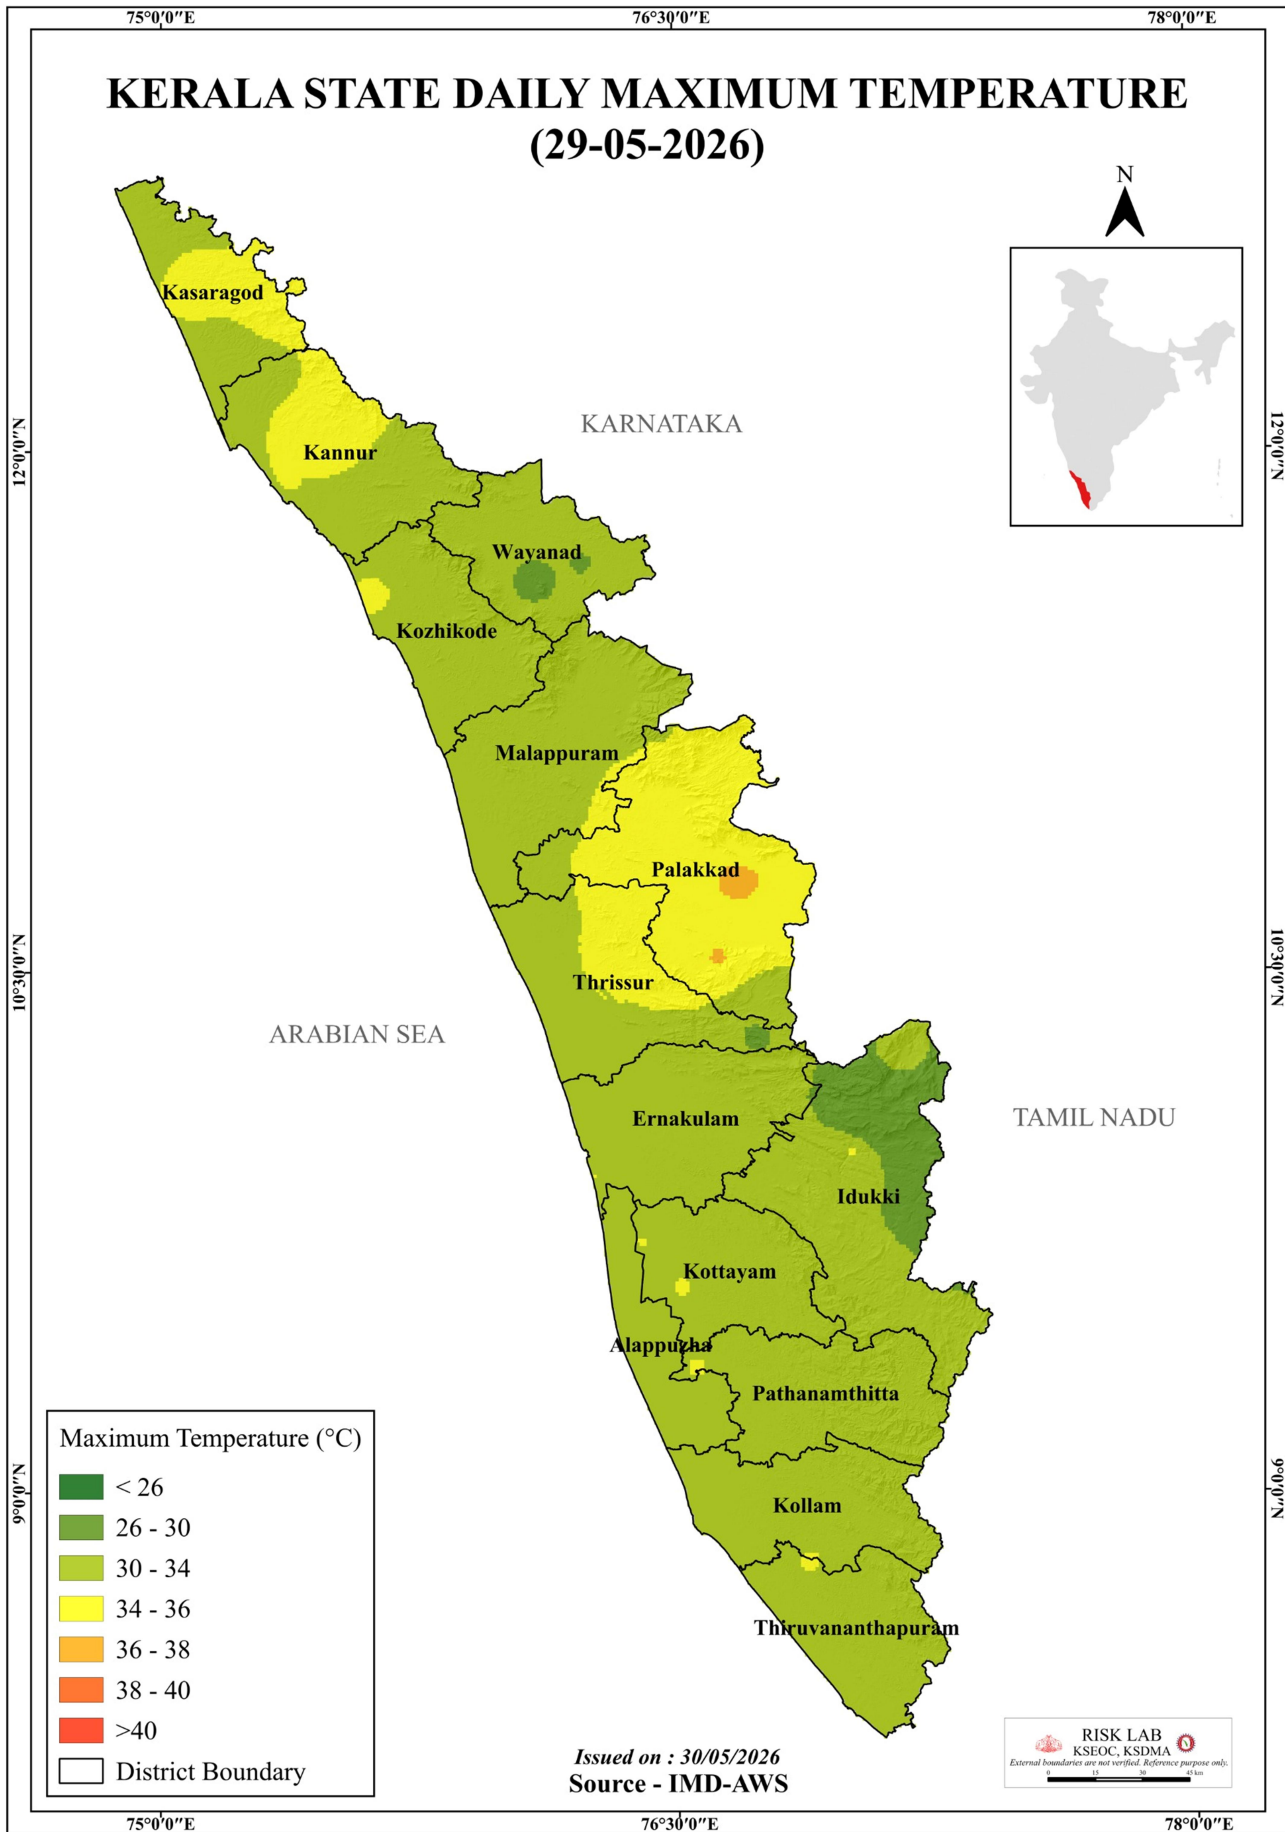 75°0'0"E 76°30'0"E 78°0'0"E
KERALA STATE DAILY MAXIMUM TEMPERATURE
(29-05-2026)
N
Kasaragod
KARNATAKA
12°0'0"N 12°0'0"N
Kannur
Wayanad
Kozhikode
Malappuram
Palakkad
10°30'0"N 10°30'0"N
Thrissur
ARABIAN SEA
Ernakulam
TAMIL NADU
Idukki
Kottayam
Alappuzha
Pathanamthitta
Kollam
9°0'0"N 9°0'0"N
Thiruvananthapuram
Maximum Temperature (°C)
< 26
26 - 30
30 - 34
34 - 36
36 - 38
38 - 40
>40
District Boundary
Issued on : 30/05/2026
Source - IMD-AWS
RISK LAB
KSEOC, KSDMA
External boundaries are not verified. Reference purpose only.
0 15 30 45 km
75°0'0"E 76°30'0"E 78°0'0"E